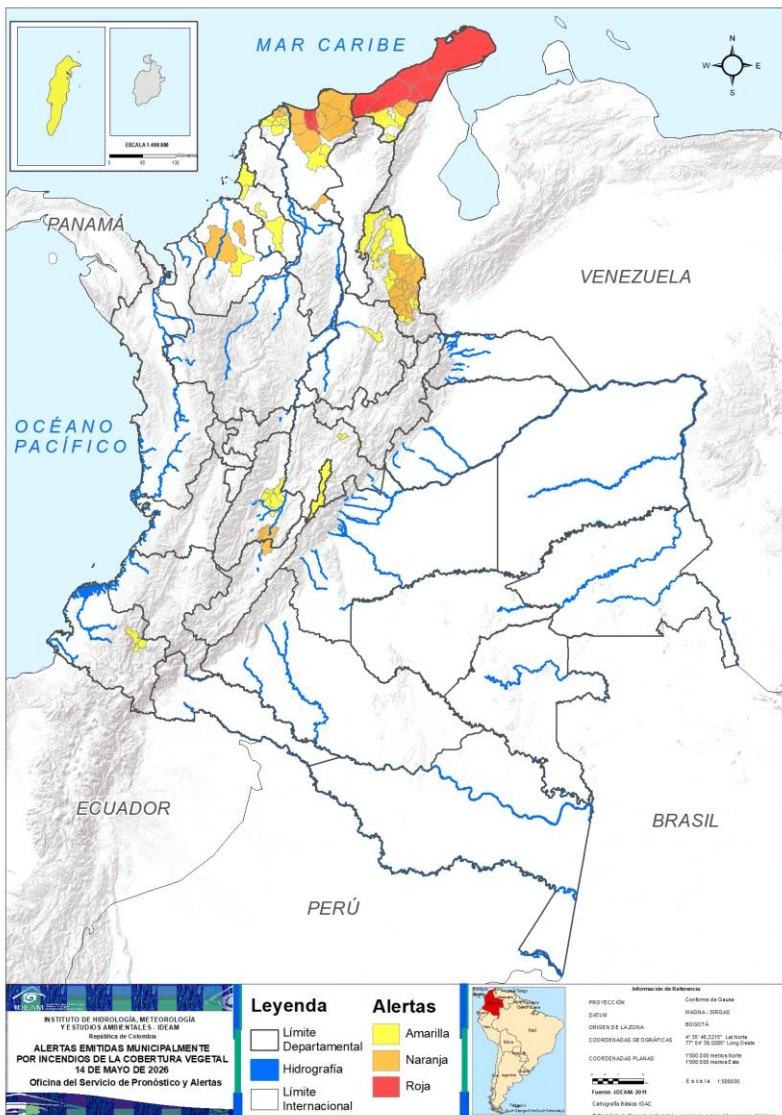 MAR CARIBE
N
W
E
S
ESCALA 1:400.000
PANAMÁ
VENEZUELA
OCÉANO
PACÍFICO
ECUADOR
BRASIL
PERÚ
IDEAM
INSTITUTO DE HIDROLOGÍA, METEOROLOGÍA
Y ESTUDIOS AMBIENTALES - IDEAM
República de Colombia
ALERTAS EMITIDAS MUNICIPALMENTE
POR INCENDIOS DE LA COBERTURA VEGETAL
14 DE MAYO DE 2026
Oficina del Servicio de Pronóstico y Alertas
Leyenda
Límite
Departamental
Hidrografía
Límite
Internacional
Alertas
Amarilla
Naranja
Roja
Información de Referencia
PROYECCIÓN
Conforme de Gauss
DATUM
MAGNA - SIRGAS
ORIGEN DE LA ZONA
BOGOTÁ
COORDENADAS GEOGRÁFICAS
COORDENADAS PLANAS
1'000.000 metros Norte
1'000.000 metros Este
Fuente: IDEAM 2011
Cartografía Básica IGAC